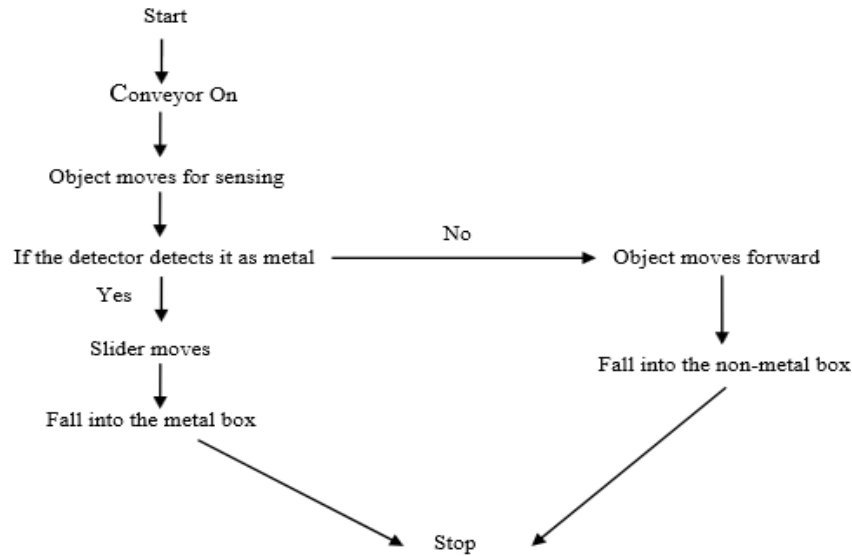 Start
Conveyor On
Object moves for sensing
If the detector detects it as metal
No
Object moves forward
Yes
Slider moves
Fall into the non-metal box
Fall into the metal box
Stop